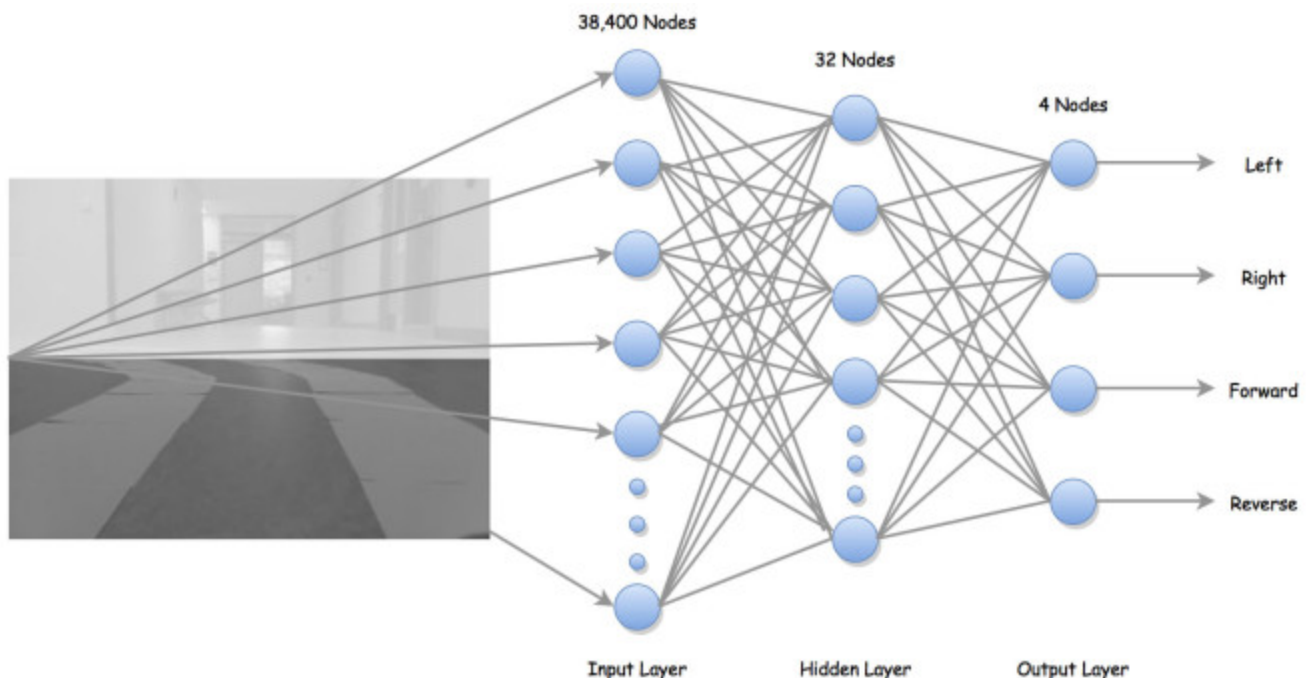 38,400 Nodes
32 Nodes
4 Nodes
Left
Right
Forward
Reverse
Input Layer
Hidden Layer
Output Layer